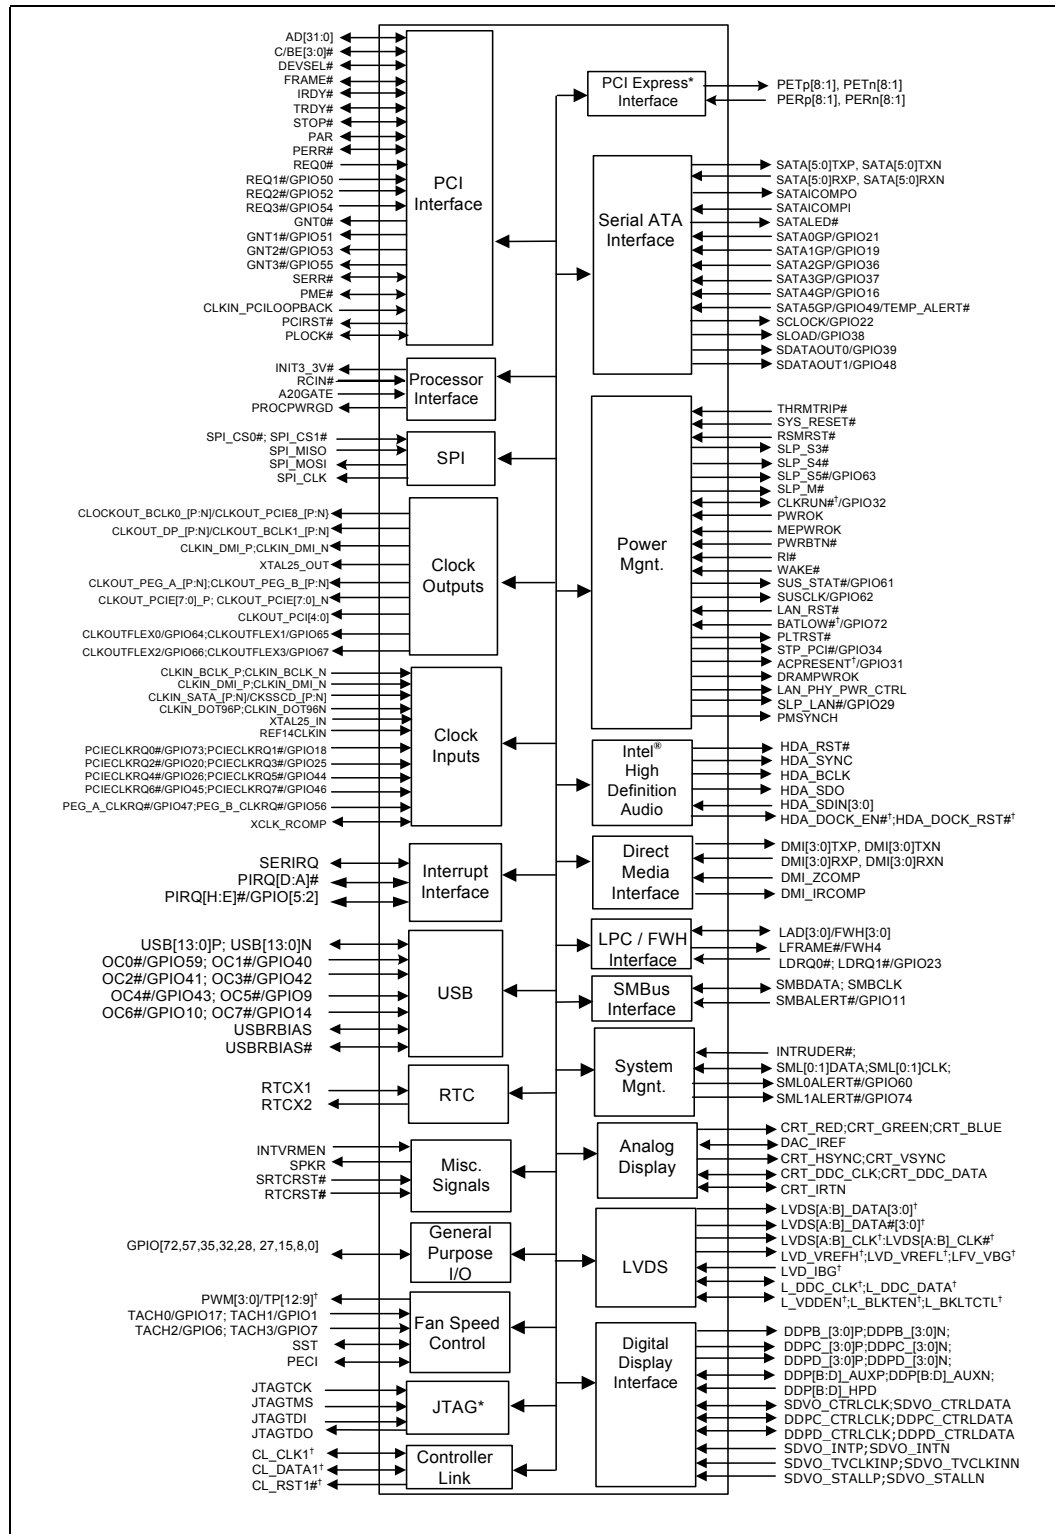 AD[31:0]
C/BE[3:0]#
DEVSEL#
FRAME#
IRDY#
TRDY#
STOP#
PAR
PERR#
REQ0#
REQ1#/GPIO50
REQ2#/GPIO52
REQ3#/GPIO54
GNT0#
GNT1#/GPIO51
GNT2#/GPIO53
GNT3#/GPIO55
SERR#
PME#
CLKIN_PCILOOPBACK
PCIRST#
PLOCK#
PCI
Interface
INIT3_3V#
RCIN#
A20GATE
PROCPWRGD
Processor
Interface
SPI_CS0#; SPI_CS1#
SPI_MISO
SPI_MOSI
SPI_CLK
SPI
CLOCKOUT_BCLK0_[P:N]/CLKOUT_PCIE8_[P:N}
CLKOUT_DP_[P:N]/CLKOUT_BCLK1_[P:N]
CLKIN_DMI_P;CLKIN_DMI_N
XTAL25_OUT
CLKOUT_PEG_A_[P:N];CLKOUT_PEG_B_[P:N]
CLKOUT_PCIE[7:0]_P; CLKOUT_PCIE[7:0]_N
CLKOUT_PCI[4:0]
CLKOUTFLEX0/GPIO64;CLKOUTFLEX1/GPIO65
CLKOUTFLEX2/GPIO66;CLKOUTFLEX3/GPIO67
Clock
Outputs
CLKIN_BCLK_P;CLKIN_BCLK_N
CLKIN_DMI_P;CLKIN_DMI_N
CLKIN_SATA_[P:N]/CKSSCD_[P:N]
CLKIN_DOT96P;CLKIN_DOT96N
XTAL25_IN
REF14CLKIN
PCIECLKRQ0#/GPIO73;PCIECLKRQ1#/GPIO18
PCIECLKRQ2#/GPIO20;PCIECLKRQ3#/GPIO25
PCIECLKRQ4#/GPIO26;PCIECLKRQ5#/GPIO44
PCIECLKRQ6#/GPIO45;PCIECLKRQ7#/GPIO46
PEG_A_CLKRQ#/GPIO47;PEG_B_CLKRQ#/GPIO56
XCLK_RCOMP
Clock
Inputs
SERIRQ
PIRQ[D:A]#
PIRQ[H:E]#/GPIO[5:2]
Interrupt
Interface
USB[13:0]P; USB[13:0]N
OC0#/GPIO59; OC1#/GPIO40
OC2#/GPIO41; OC3#/GPIO42
OC4#/GPIO43; OC5#/GPIO9
OC6#/GPIO10; OC7#/GPIO14
USBRBIAS
USBRBIAS#
USB
RTCX1
RTCX2
RTC
INTVRMEN
SPKR
SRTCRST#
RTCRST#
Misc.
Signals
GPIO[72,57,35,32,28, 27,15,8,0]
General
Purpose
I/O
PWM[3:0]/TP[12:9]†
TACH0/GPIO17; TACH1/GPIO1
TACH2/GPIO6; TACH3/GPIO7
SST
PECI
Fan Speed
Control
JTAGTCK
JTAGTMS
JTAGTDI
JTAGTDO
JTAG*
CL_CLK1†
CL_DATA1†
CL_RST1#†
Controller
Link
PCI Express*
Interface
PETp[8:1], PETn[8:1]
PERp[8:1], PERn[8:1]
Serial ATA
Interface
SATA[5:0]TXP, SATA[5:0]TXN
SATA[5:0]RXP, SATA[5:0]RXN
SATAICOMPO
SATAICOMPI
SATALED#
SATA0GP/GPIO21
SATA1GP/GPIO19
SATA2GP/GPIO36
SATA3GP/GPIO37
SATA4GP/GPIO16
SATA5GP/GPIO49/TEMP_ALERT#
SCLOCK/GPIO22
SLOAD/GPIO38
SDATAOUT0/GPIO39
SDATAOUT1/GPIO48
Power
Mgnt.
THRMTRIP#
SYS_RESET#
RSMRST#
SLP_S3#
SLP_S4#
SLP_S5#/GPIO63
SLP_M#
CLKRUN#†/GPIO32
PWROK
MEPWROK
PWRBTN#
RI#
WAKE#
SUS_STAT#/GPIO61
SUSCLK/GPIO62
LAN_RST#
BATLOW#†/GPIO72
PLTRST#
STP_PCI#/GPIO34
ACPRESENT†/GPIO31
DRAMPWROK
LAN_PHY_PWR_CTRL
SLP_LAN#/GPIO29
PMSYNCH
Intel®
High
Definition
Audio
HDA_RST#
HDA_SYNC
HDA_BCLK
HDA_SDO
HDA_SDIN[3:0]
HDA_DOCK_EN#†;HDA_DOCK_RST#†
Direct
Media
Interface
DMI[3:0]TXP, DMI[3:0]TXN
DMI[3:0]RXP, DMI[3:0]RXN
DMI_ZCOMP
DMI_IRCOMP
LPC / FWH
Interface
LAD[3:0]/FWH[3:0]
LFRAME#/FWH4
LDRQ0#; LDRQ1#/GPIO23
SMBus
Interface
SMBDATA; SMBCLK
SMBALERT#/GPIO11
System
Mgnt.
INTRUDER#;
SML[0:1]DATA;SML[0:1]CLK;
SML0ALERT#/GPIO60
SML1ALERT#/GPIO74
Analog
Display
CRT_RED;CRT_GREEN;CRT_BLUE
DAC_IREF
CRT_HSYNC;CRT_VSYNC
CRT_DDC_CLK;CRT_DDC_DATA
CRT_IRTN
LVDS
LVDS[A:B]_DATA[3:0]†
LVDS[A:B]_DATA#[3:0]†
LVDS[A:B]_CLK†;LVDS[A:B]_CLK#†
LVD_VREFH†;LVD_VREFL†;LFV_VBG†
LVD_IBG†
L_DDC_CLK†;L_DDC_DATA†
L_VDDEN†;L_BLKTEN†;L_BKLTCTL†
Digital
Display
Interface
DDPB_[3:0]P;DDPB_[3:0]N;
DDPC_[3:0]P;DDPC_[3:0]N;
DDPD_[3:0]P;DDPD_[3:0]N;
DDP[B:D]_AUXP;DDP[B:D]_AUXN;
DDP[B:D]_HPD
SDVO_CTRLCLK;SDVO_CTRLDATA
DDPC_CTRLCLK;DDPC_CTRLDATA
DDPD_CTRLCLK;DDPD_CTRLDATA
SDVO_INTP;SDVO_INTN
SDVO_TVCLKINP;SDVO_TVCLKINN
SDVO_STALLP;SDVO_STALLN